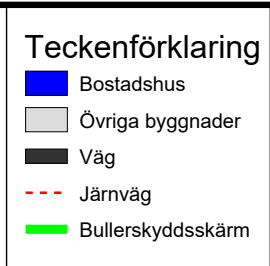 Teckenförklaring
Bostadshus
Övriga byggnader
Väg
Järnväg
Bullerskyddsskärm